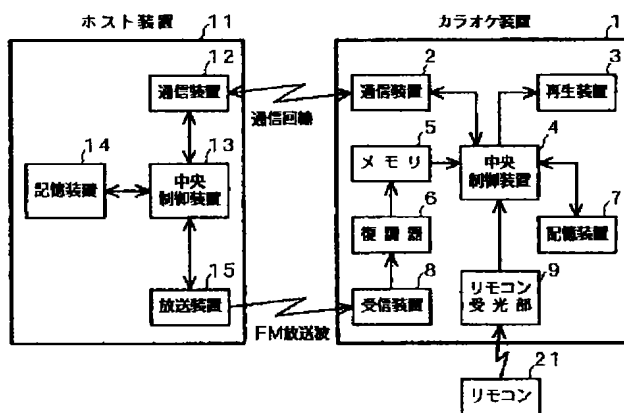 ホスト装置
11
12
通信装置
14
記憶装置
13
中央
制御装置
15
放送装置
通信回線
FM放送波
カラオケ装置
1
2
通信装置
3
再生装置
5
メモリ
4
中央
制御装置
6
復調器
7
記憶装置
8
受信装置
9
リモコン
受光部
21
リモコン